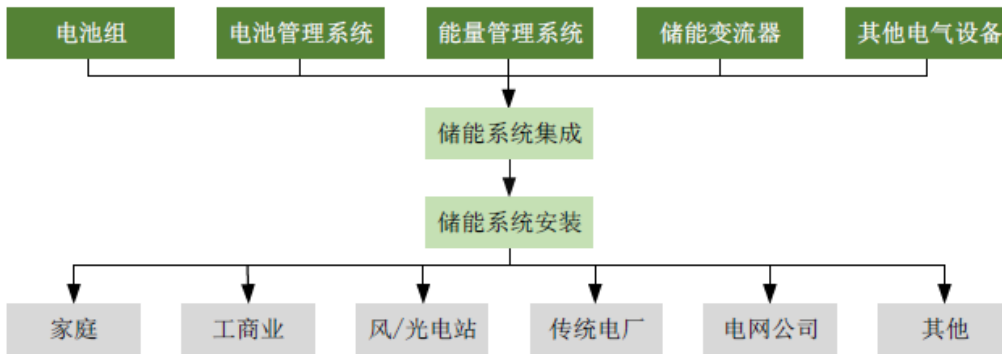 电池组
电池管理系统
能量管理系统
储能变流器
其他电气设备
储能系统集成
储能系统安装
家庭
工商业
风/光电站
传统电厂
电网公司
其他